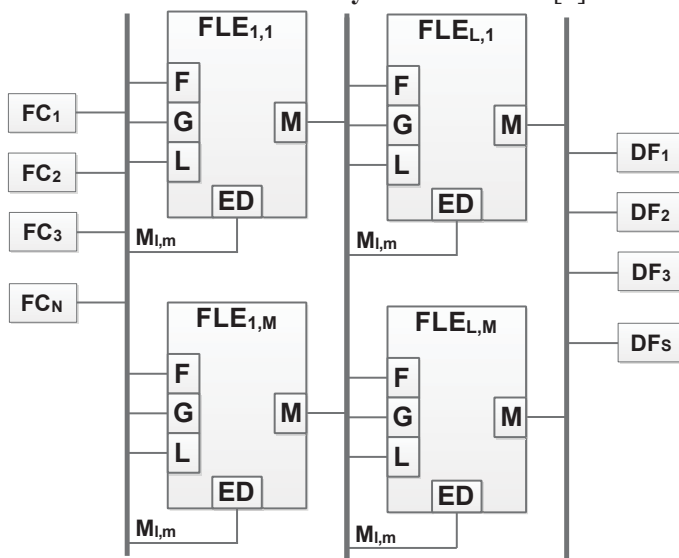 FLE1,1
F
G
L
M
ED
Ml,m
FLEL,1
F
G
L
M
ED
Ml,m
FC1
FC2
FC3
FCN
DF1
DF2
DF3
DFS
FLE1,M
F
G
L
M
ED
Ml,m
FLEL,M
F
G
L
M
ED
Ml,m